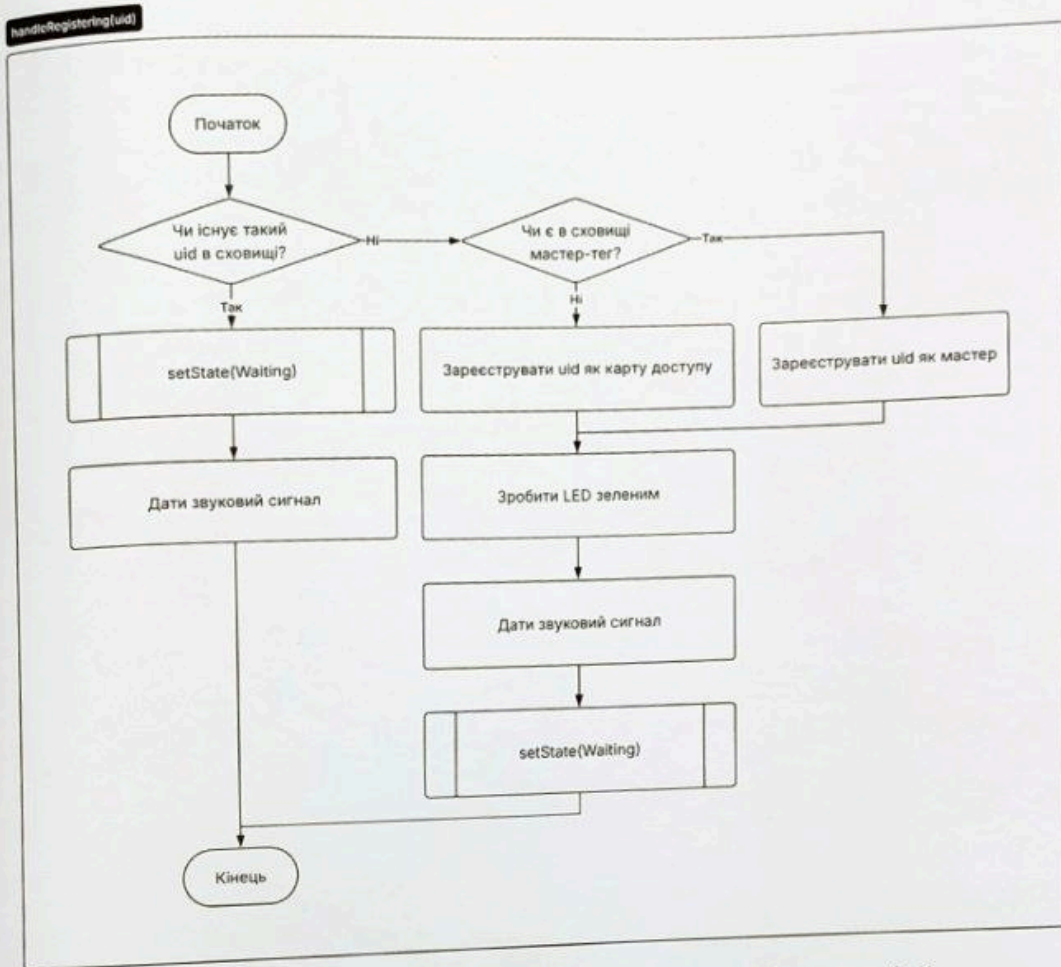 handleRegistering(uid)
Початок
Чи існує такий
uid в сховищі?
Ні
Чи є в сховищі
мастер-тег?
Так
Так
Ні
setState(Waiting)
Зареєструвати uid як карту доступу
Зареєструвати uid як мастер
Дати звуковий сигнал
Зробити LED зеленим
Дати звуковий сигнал
setState(Waiting)
Кінець